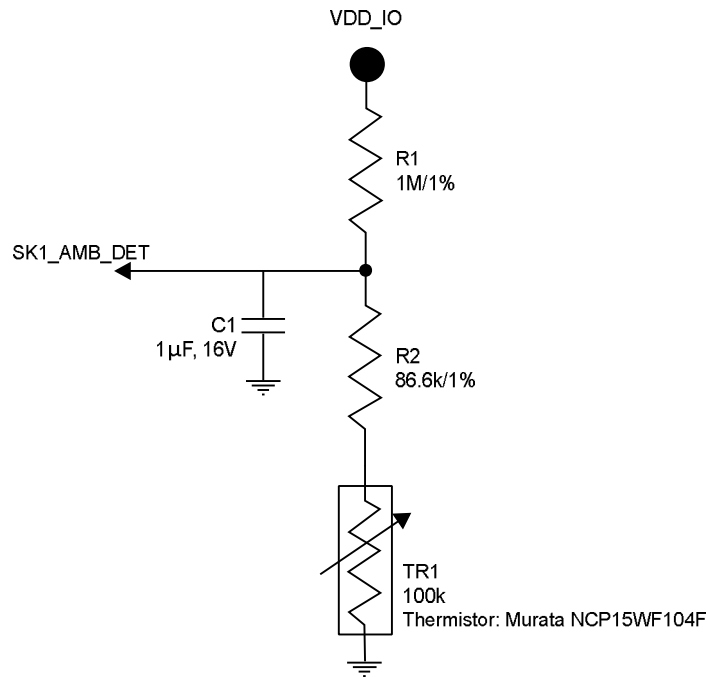 VDD_IO
R1
1M/1%
SK1_AMB_DET
C1
1µF, 16V
R2
86.6k/1%
TR1
100k
Thermistor: Murata NCP15WF104F